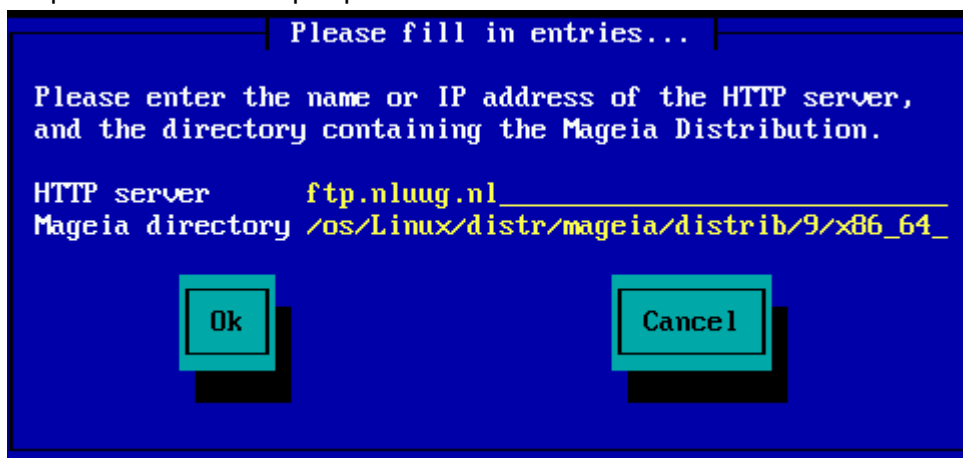 Please fill in entries...
Please enter the name or IP address of the HTTP server,
and the directory containing the Mageia Distribution.
HTTP server ftp.nluug.nl
Mageia directory /os/Linux/distr/mageia/distrib/9/x86_64_
Ok Cancel